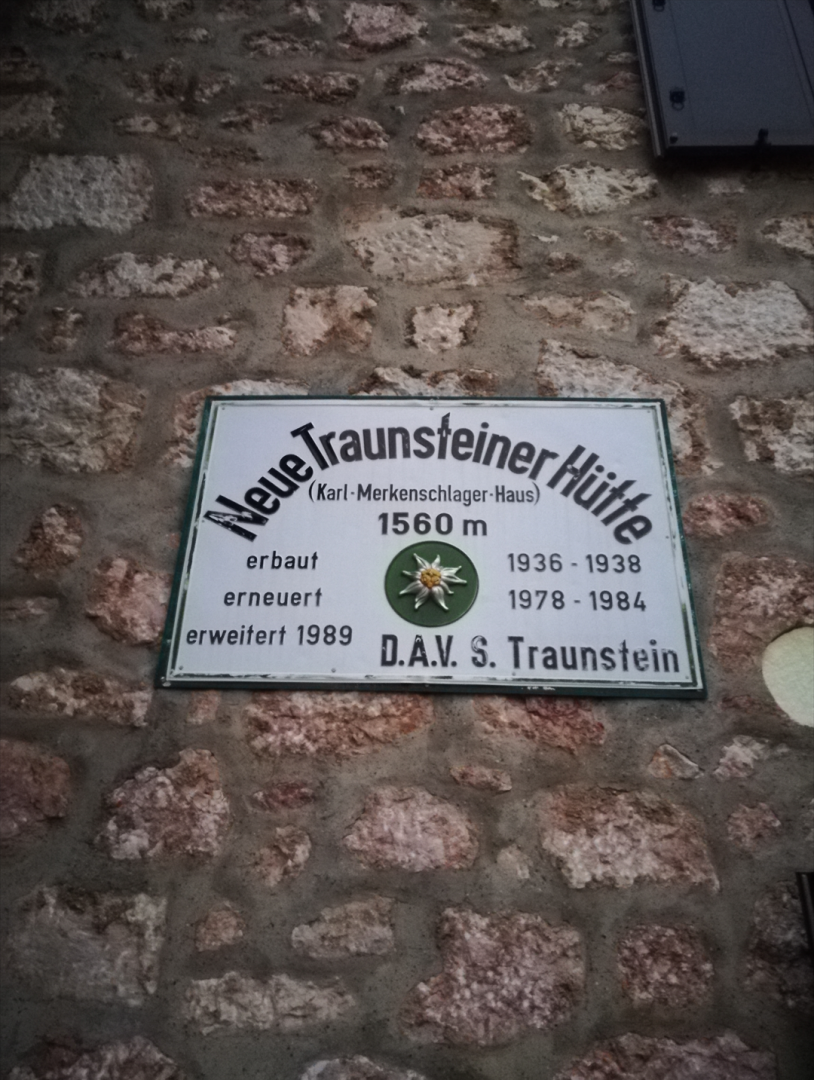 Neue Traunsteiner Hütte
(Karl-Merkenschlager-Haus)
1560 m
erbaut 1936 - 1938
erneuert 1978 - 1984
erweitert 1989
D.A.V. S. Traunstein